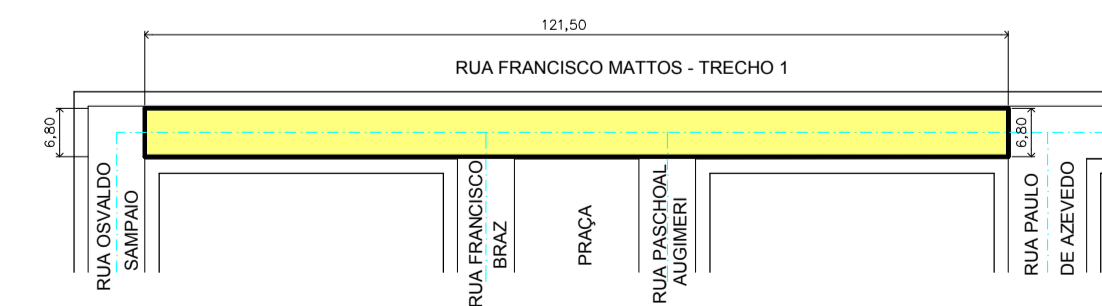 121,50
RUA FRANCISCO MATTOS - TRECHO 1
6,80
6,80
RUA OSVALDO
SAMPAIO
RUA FRANCISCO
BRAZ
PRAÇA
RUA PASCHOAL
AUGIMERI
RUA PAULO
DE AZEVEDO